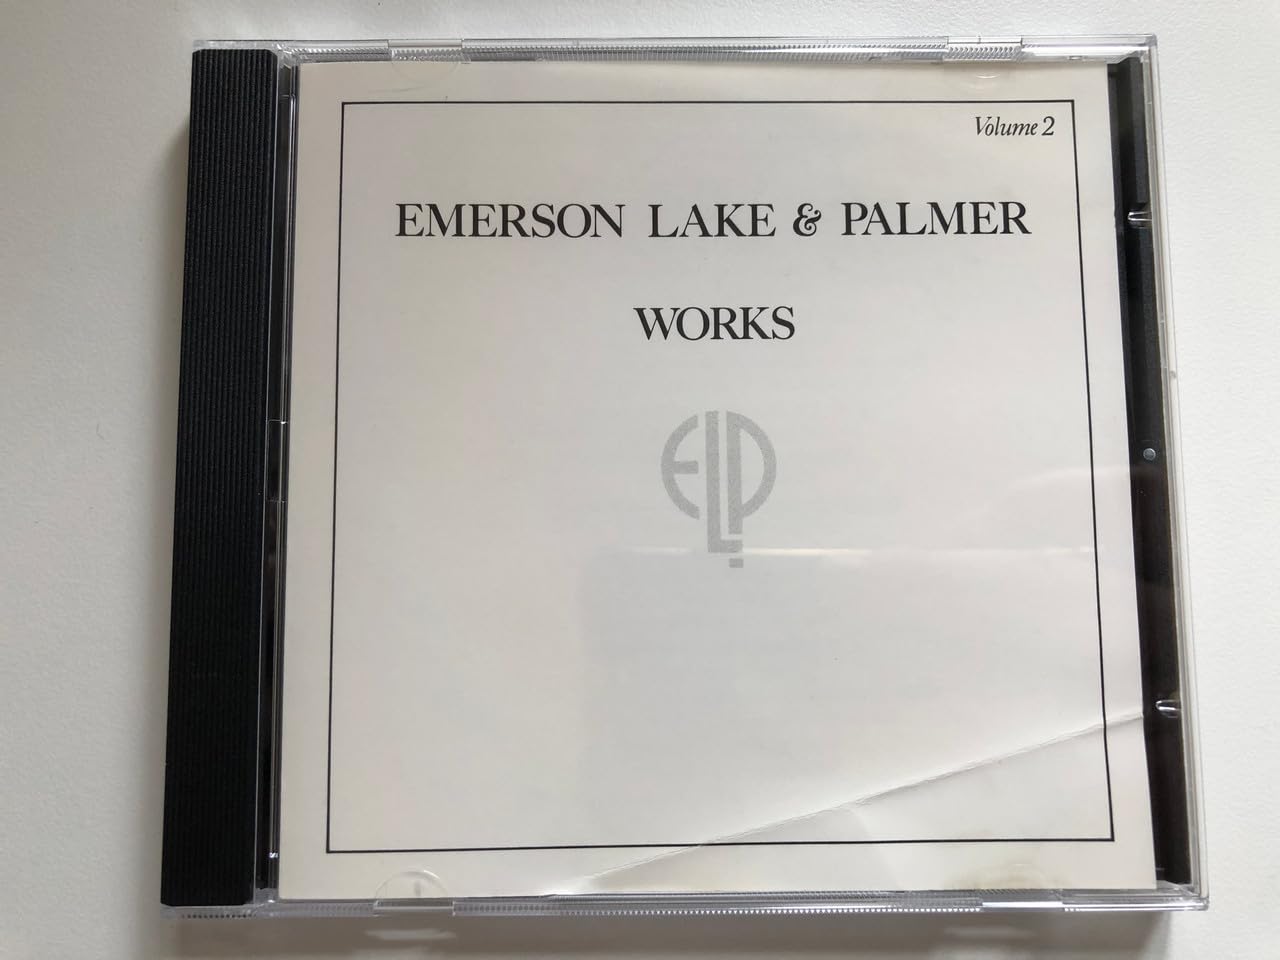 Volume 2
EMERSON LAKE & PALMER
WORKS
ELP